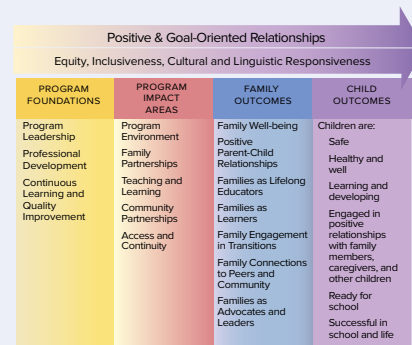 Positive & Goal-Oriented Relationships
Equity, Inclusiveness, Cultural and Linguistic Responsiveness
PROGRAM
FOUNDATIONS
Program
Leadership
Professional
Development
Continuous
Learning and
Quality
Improvement
PROGRAM
IMPACT
AREAS
Program
Environment
Family
Partnerships
Teaching and
Learning
Community
Partnerships
Access and
Continuity
FAMILY
OUTCOMES
Family Well-being
Positive
Parent-Child
Relationships
Families as Lifelong
Educators
Families as
Learners
Family Engagement
in Transitions
Family Connections
to Peers and
Community
Families as
Advocates and
Leaders
CHILD
OUTCOMES
Children are:
Safe
Healthy and
well
Learning and
developing
Engaged in
positive
relationships
with family
members,
caregivers, and
other children
Ready for
school
Successful in
school and life